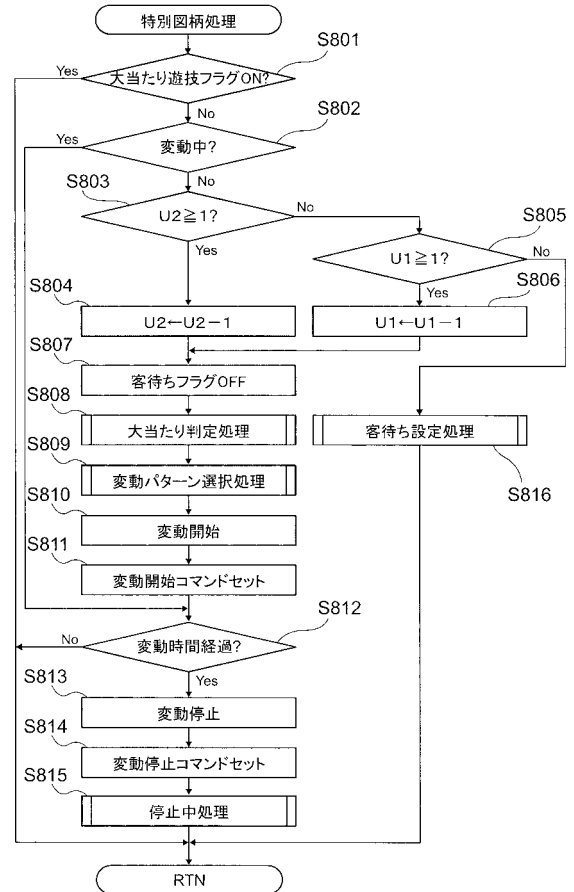 特別図柄処理
S801
Yes
大当たり遊技フラグON?
No
S802
Yes
変動中?
S803
No
U2≧1?
No
S805
Yes
U1≧1?
No
S804
Yes
S806
U2←U2−1
U1←U1−1
S807
客待ちフラグOFF
S808
大当たり判定処理
客待ち設定処理
S809
S816
変動パターン選択処理
S810
変動開始
S811
変動開始コマンドセット
S812
No
変動時間経過?
S813
Yes
変動停止
S814
変動停止コマンドセット
S815
停止中処理
RTN